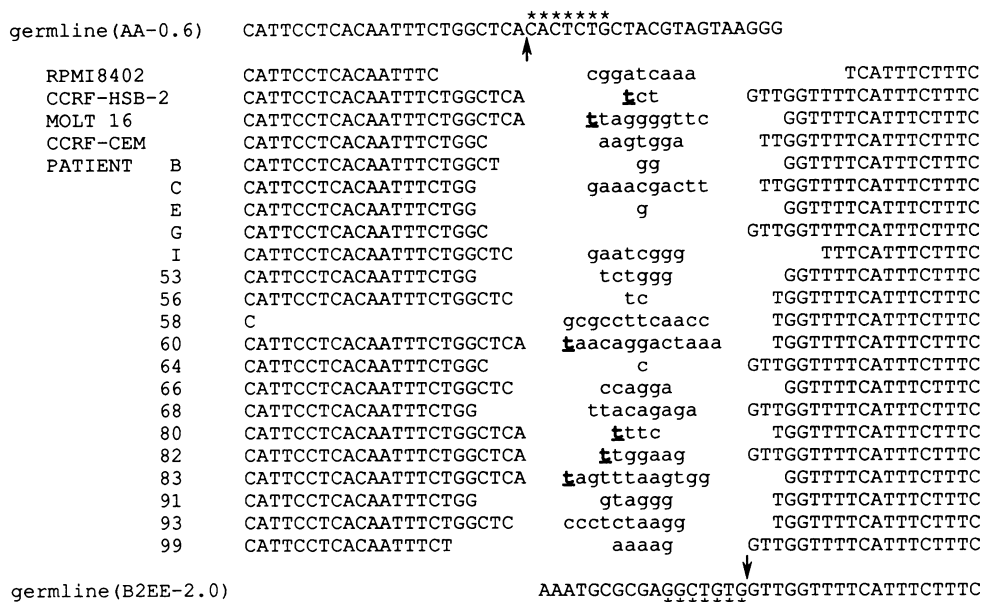 *******
germline(AA-0.6) CATTCCTCACAATTTCTGGCTCACACTCTGCTACGTAGTAAGGG
RPMI8402 CATTCCTCACAATTTC cggatcaaa TCATTTCTTTC
CCRF-HSB-2 CATTCCTCACAATTTCTGGCTCA tct GTTGGTTTTCATTTCTTTC
MOLT 16 CATTCCTCACAATTTCTGGCTCA ttaggggttc GGTTTTCATTTCTTTC
CCRF-CEM CATTCCTCACAATTTCTGGC aagtgga TTGGTTTTCATTTCTTTC
PATIENT B CATTCCTCACAATTTCTGGCT gg GGTTTTCATTTCTTTC
C CATTCCTCACAATTTCTGG gaaacgactt TTGGTTTTCATTTCTTTC
E CATTCCTCACAATTTCTGG g GGTTTTCATTTCTTTC
G CATTCCTCACAATTTCTGGC GTTGGTTTTCATTTCTTTC
I CATTCCTCACAATTTCTGGCTC gaatcggg TTTCATTTCTTTC
53 CATTCCTCACAATTTCTGG tctggg GGTTTTCATTTCTTTC
56 CATTCCTCACAATTTCTGGCTC tc TGGTTTTCATTTCTTTC
58 C gcgccttcaacc TGGTTTTCATTTCTTTC
60 CATTCCTCACAATTTCTGGCTCA taacaggactaaa TGGTTTTCATTTCTTTC
64 CATTCCTCACAATTTCTGGC c GTTGGTTTTCATTTCTTTC
66 CATTCCTCACAATTTCTGGCTC ccagga GGTTTTCATTTCTTTC
68 CATTCCTCACAATTTCTGG ttacagaga GTTGGTTTTCATTTCTTTC
80 CATTCCTCACAATTTCTGGCTCA tttc TGGTTTTCATTTCTTTC
82 CATTCCTCACAATTTCTGGCTCA ttggaag GTTGGTTTTCATTTCTTTC
83 CATTCCTCACAATTTCTGGCTCA tagtttaagtgg GGTTTTCATTTCTTTC
91 CATTCCTCACAATTTCTGG gtaggg TGGTTTTCATTTCTTTC
93 CATTCCTCACAATTTCTGGCTC ccctctaagg TGGTTTTCATTTCTTTC
99 CATTCCTCACAATTTCT aaaag GTTGGTTTTCATTTCTTTC
germline(B2EE-2.0) AAATGCGCGAGGCTGTGGTTGGTTTTCATTTCTTTC
*******